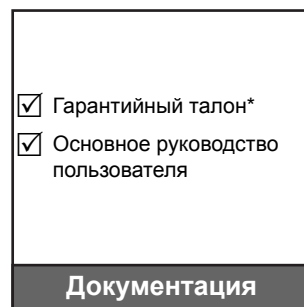 ☑ Гарантийный талон*
☑ Основное руководство
пользователя
Документация